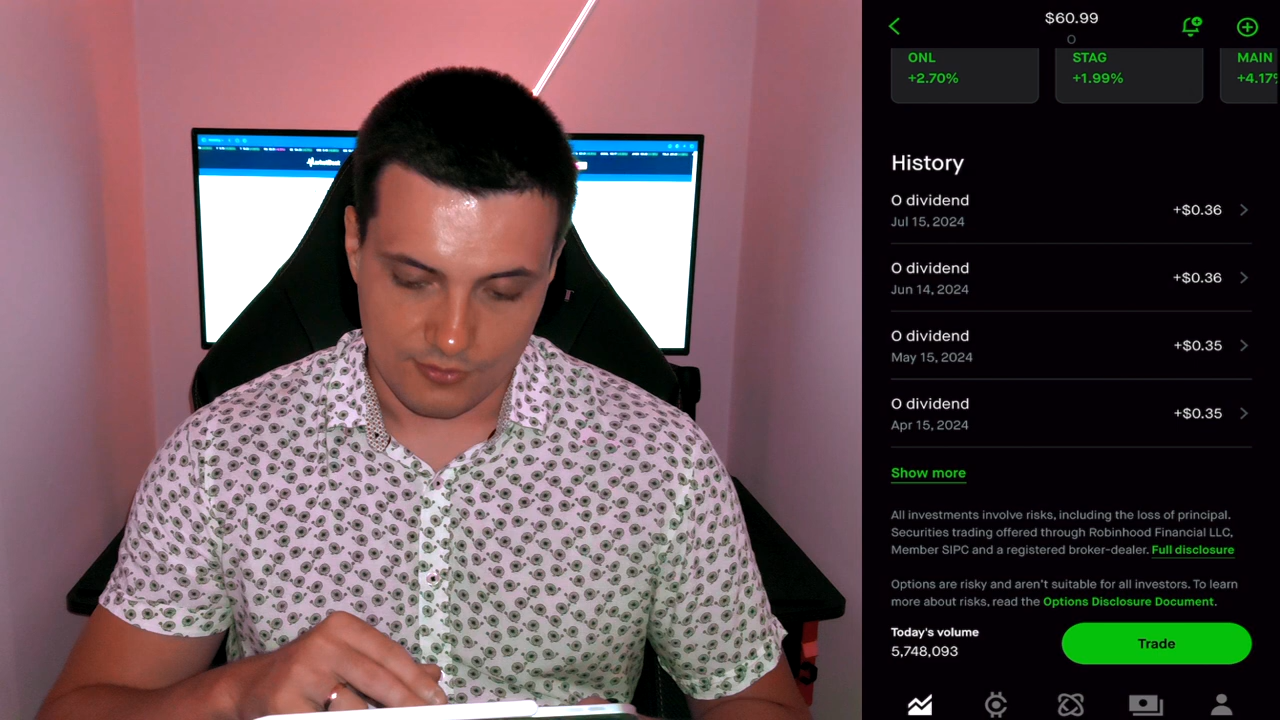 $60.99
O
ONL
+2.70%
STAG
+1.99%
MAIN
+4.17
History
O dividend
Jul 15, 2024
+$0.36
O dividend
Jun 14, 2024
+$0.36
O dividend
May 15, 2024
+$0.35
O dividend
Apr 15, 2024
+$0.35
Show more
All investments involve risks, including the loss of principal.
Securities trading offered through Robinhood Financial LLC,
Member SIPC and a registered broker-dealer. Full disclosure
Options are risky and aren't suitable for all investors. To learn
more about risks, read the Options Disclosure Document.
Today's volume
5,748,093
Trade